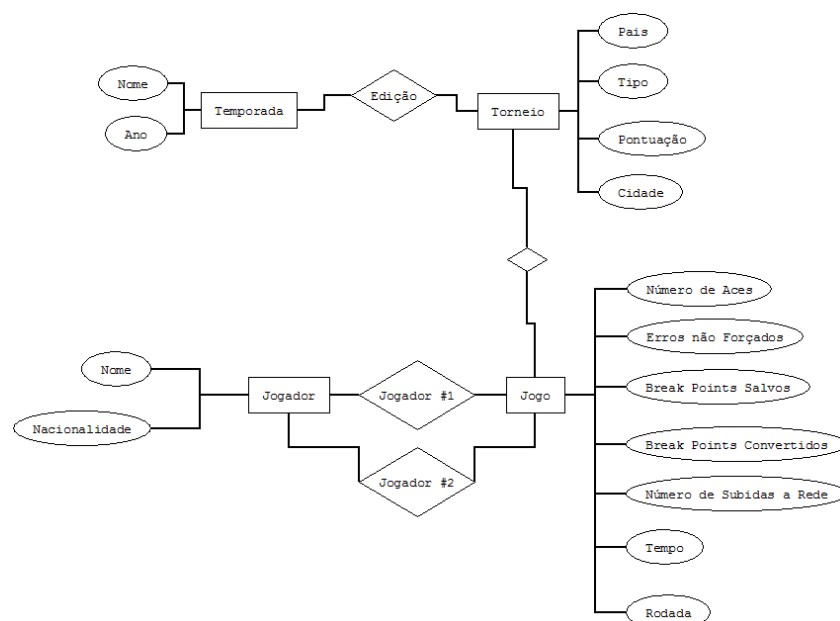 Pais
Nome
Edição
Tipo
Temporada
Torneio
Ano
Pontuação
Cidade
Número de Aces
Erros não Forçados
Nome
Jogador
Jogador #1
Jogo
Break Points Salvos
Nacionalidade
Break Points Convertidos
Jogador #2
Número de Subidas a Rede
Tempo
Rodada